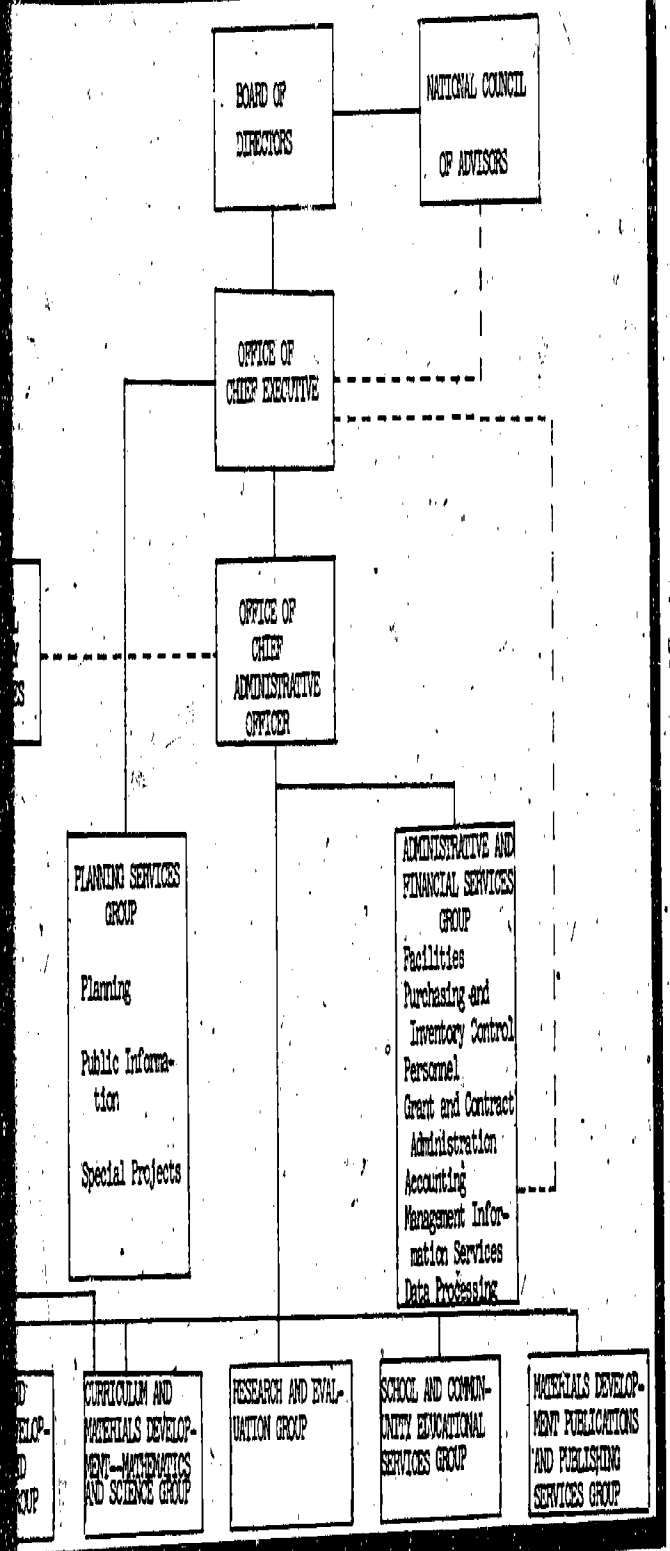 BOARD OF
DIRECTORS
NATIONAL COUNCIL
OF ADVISORS
OFFICE OF
CHIEF EXECUTIVE
OFFICE OF
CHIEF
ADMINISTRATIVE
OFFICER
PLANNING SERVICES
GROUP
Planning
Public Informa-
tion
Special Projects
ADMINISTRATIVE AND
FINANCIAL SERVICES
GROUP
Facilities
Purchasing and
Inventory Control
Personnel
Grant and Contract
Administration
Accounting
Management Infor-
mation Services
Data Processing
CURRICULUM AND
MATERIALS DEVELOP-
MENT--MATHEMATICS
AND SCIENCE GROUP
RESEARCH AND EVAL-
UATION GROUP
SCHOOL AND COMMUN-
UNITY EDUCATIONAL
SERVICES GROUP
MATERIALS DEVELOP-
MENT PUBLICATIONS
AND PUBLISHING
SERVICES GROUP